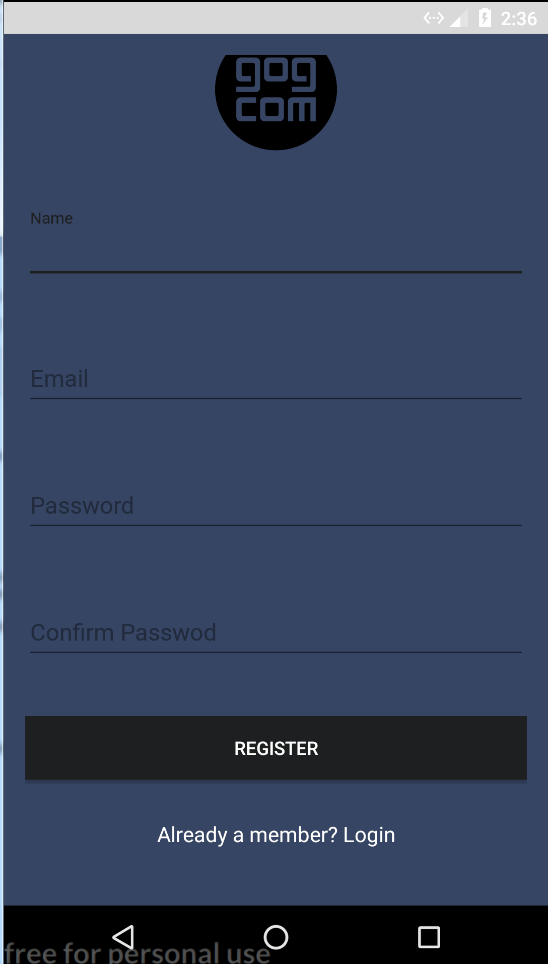 2:36
gog
com
Name
Email
Password
Confirm Passwod
REGISTER
Already a member? Login
free for personal use